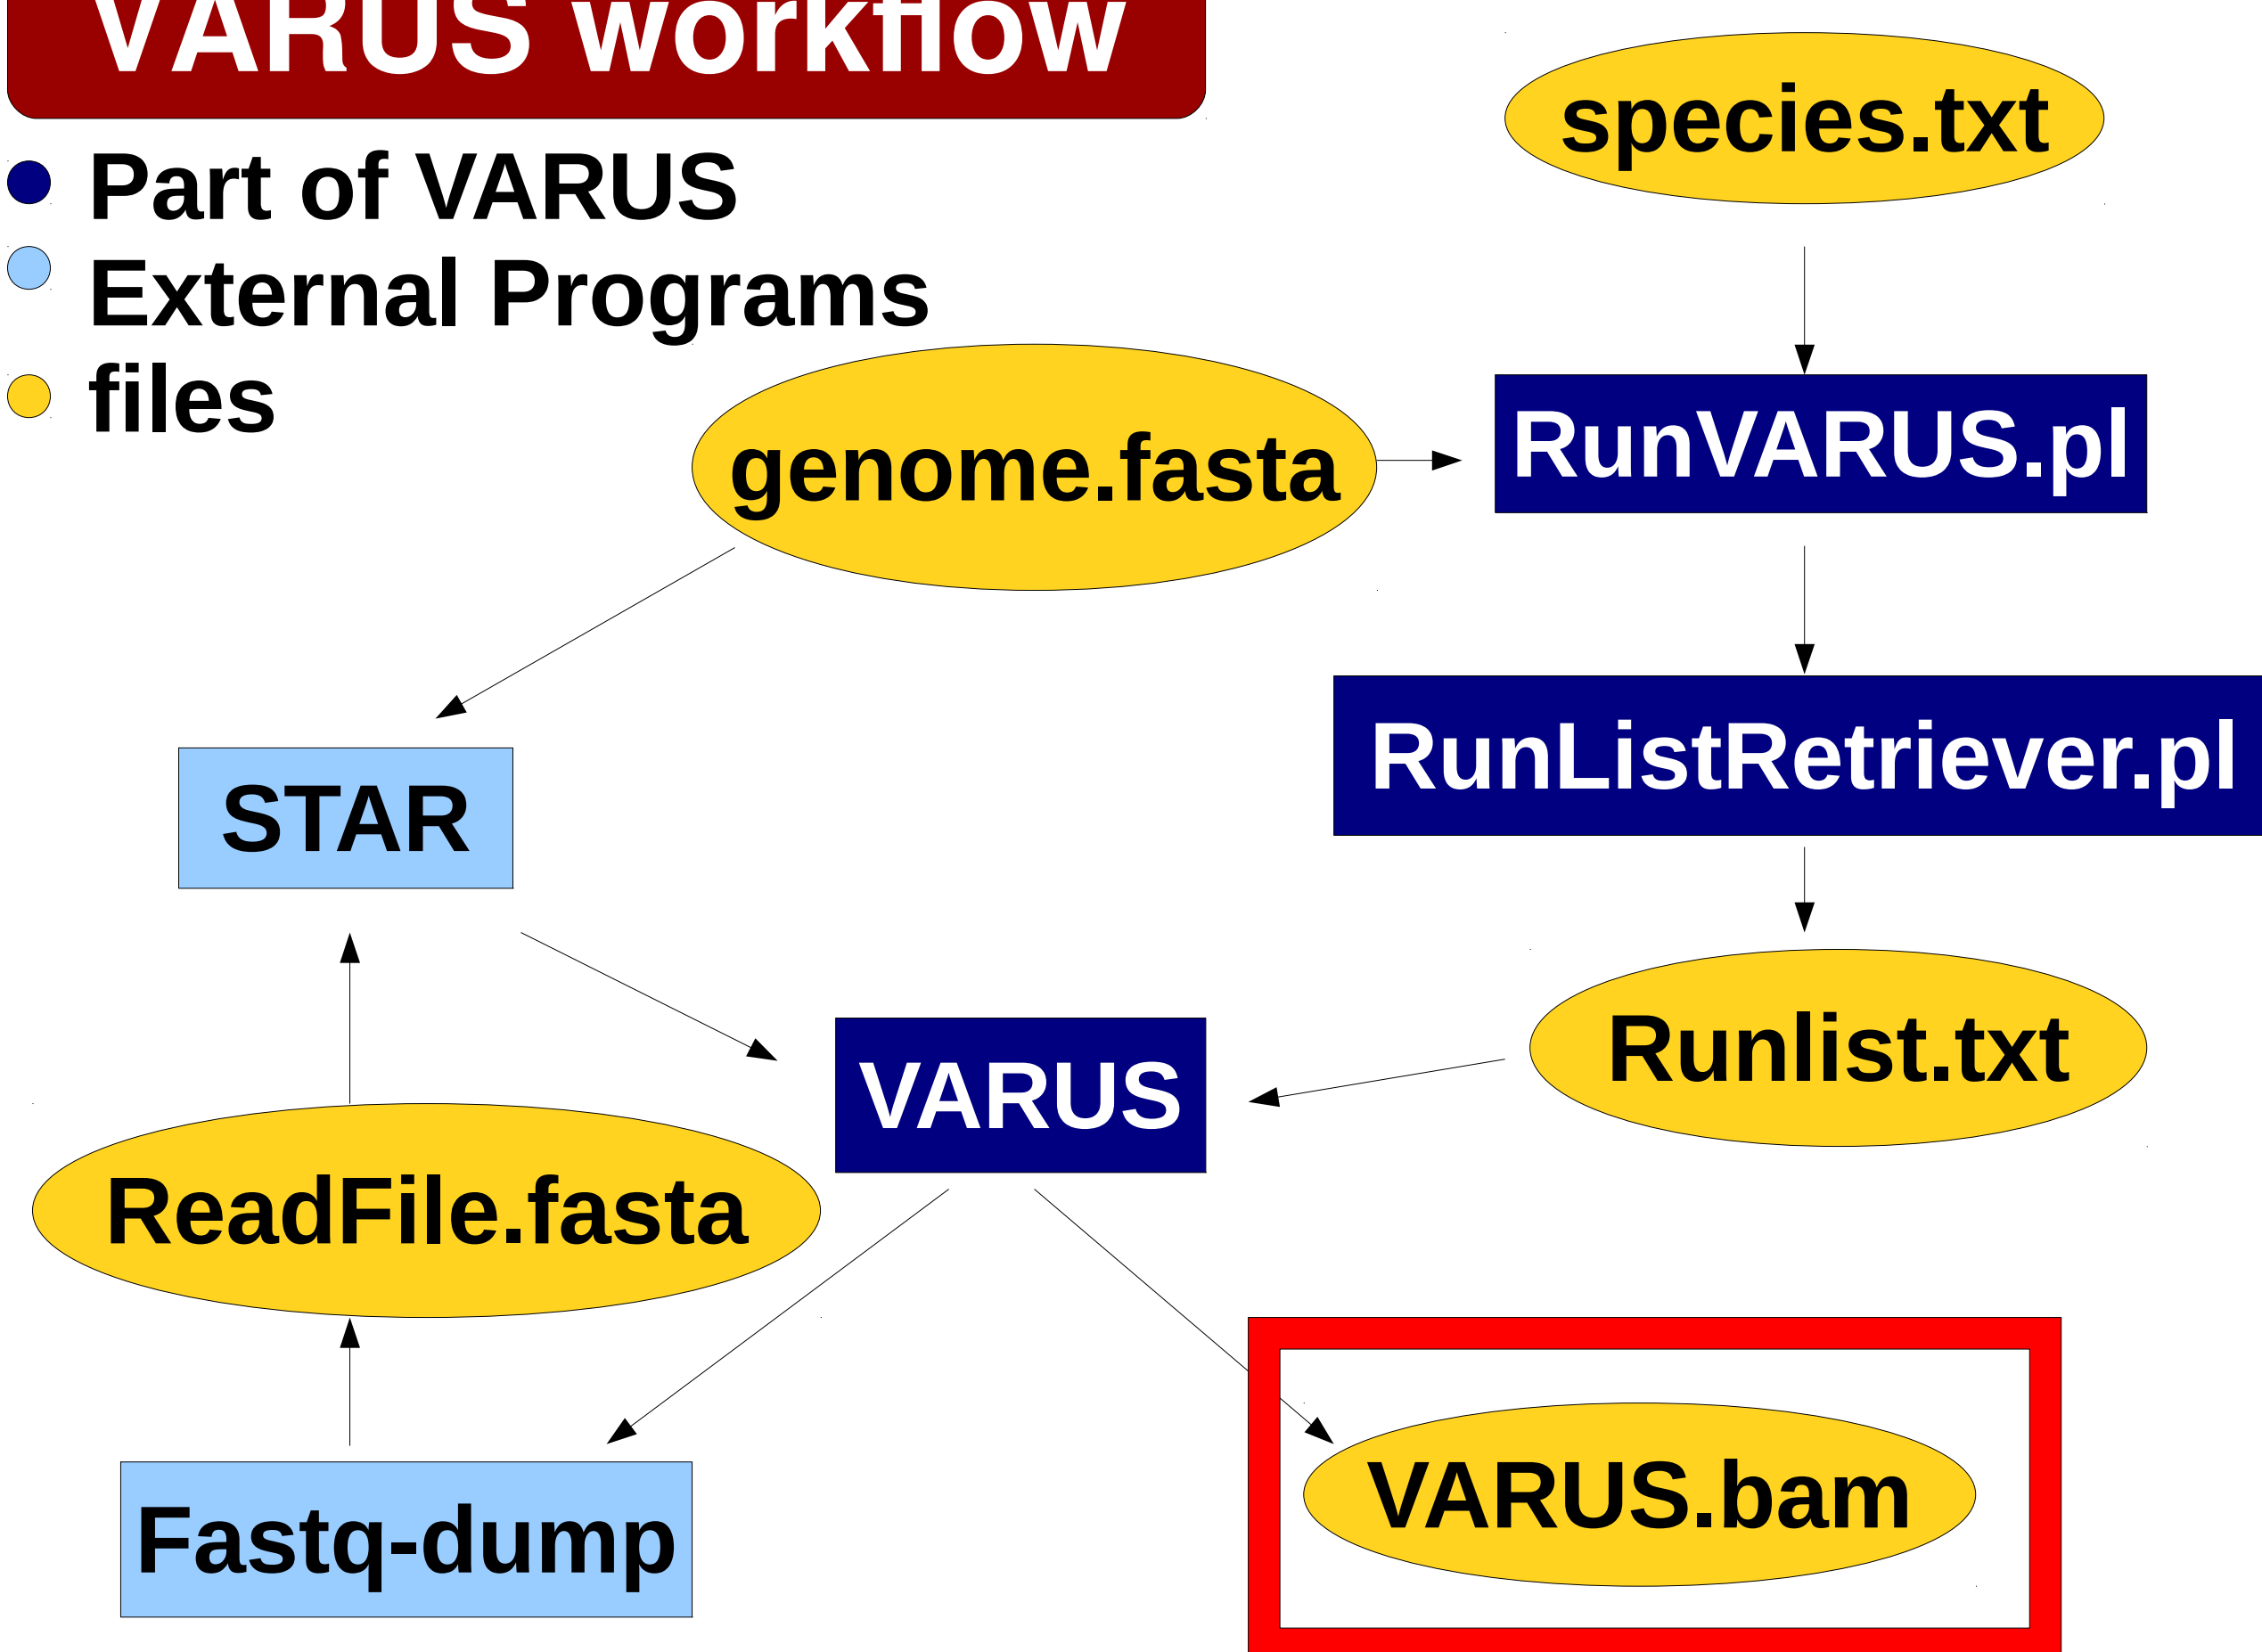 VARUS workflow
Part of VARUS
External Programs
files
species.txt
genome.fasta
RunVARUS.pl
RunListRetriever.pl
STAR
Runlist.txt
VARUS
ReadFile.fasta
VARUS.bam
Fastq-dump